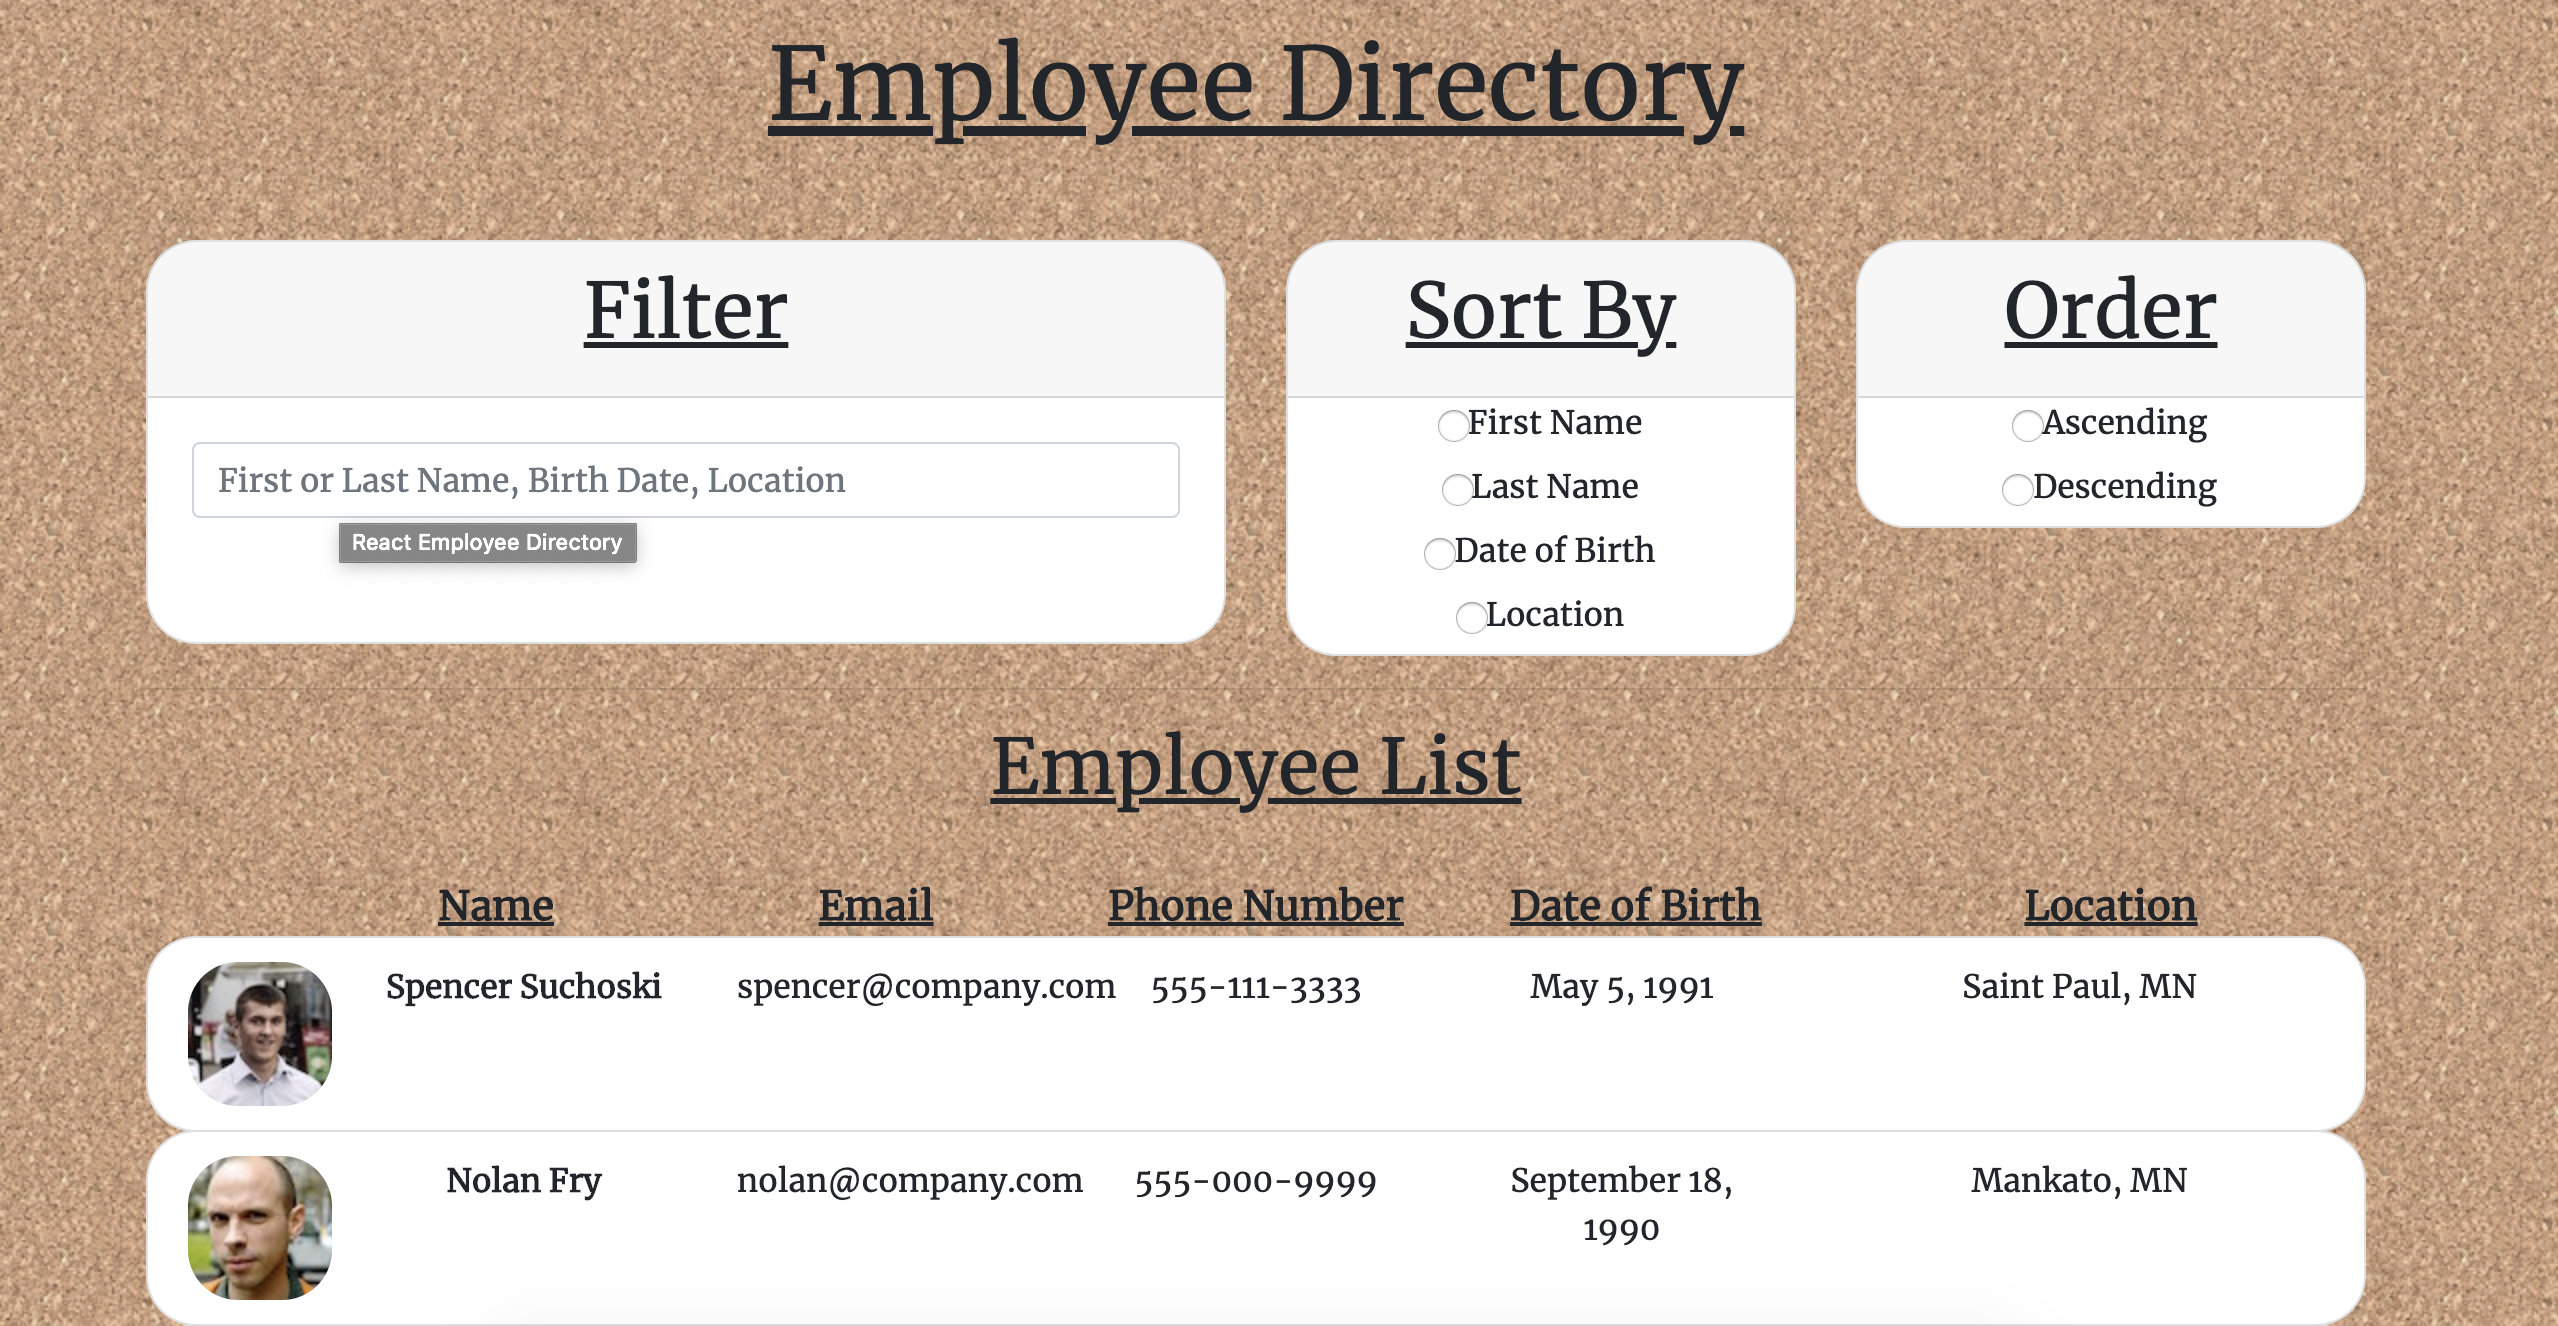 Employee Directory
Filter
Sort By
Order
First or Last Name, Birth Date, Location
React Employee Directory
First Name
Last Name
Date of Birth
Location
Ascending
Descending
Employee List
Name Email Phone Number Date of Birth Location
Spencer Suchoski spencer@company.com 555-111-3333 May 5, 1991 Saint Paul, MN
Nolan Fry nolan@company.com 555-000-9999 September 18, Mankato, MN
1990